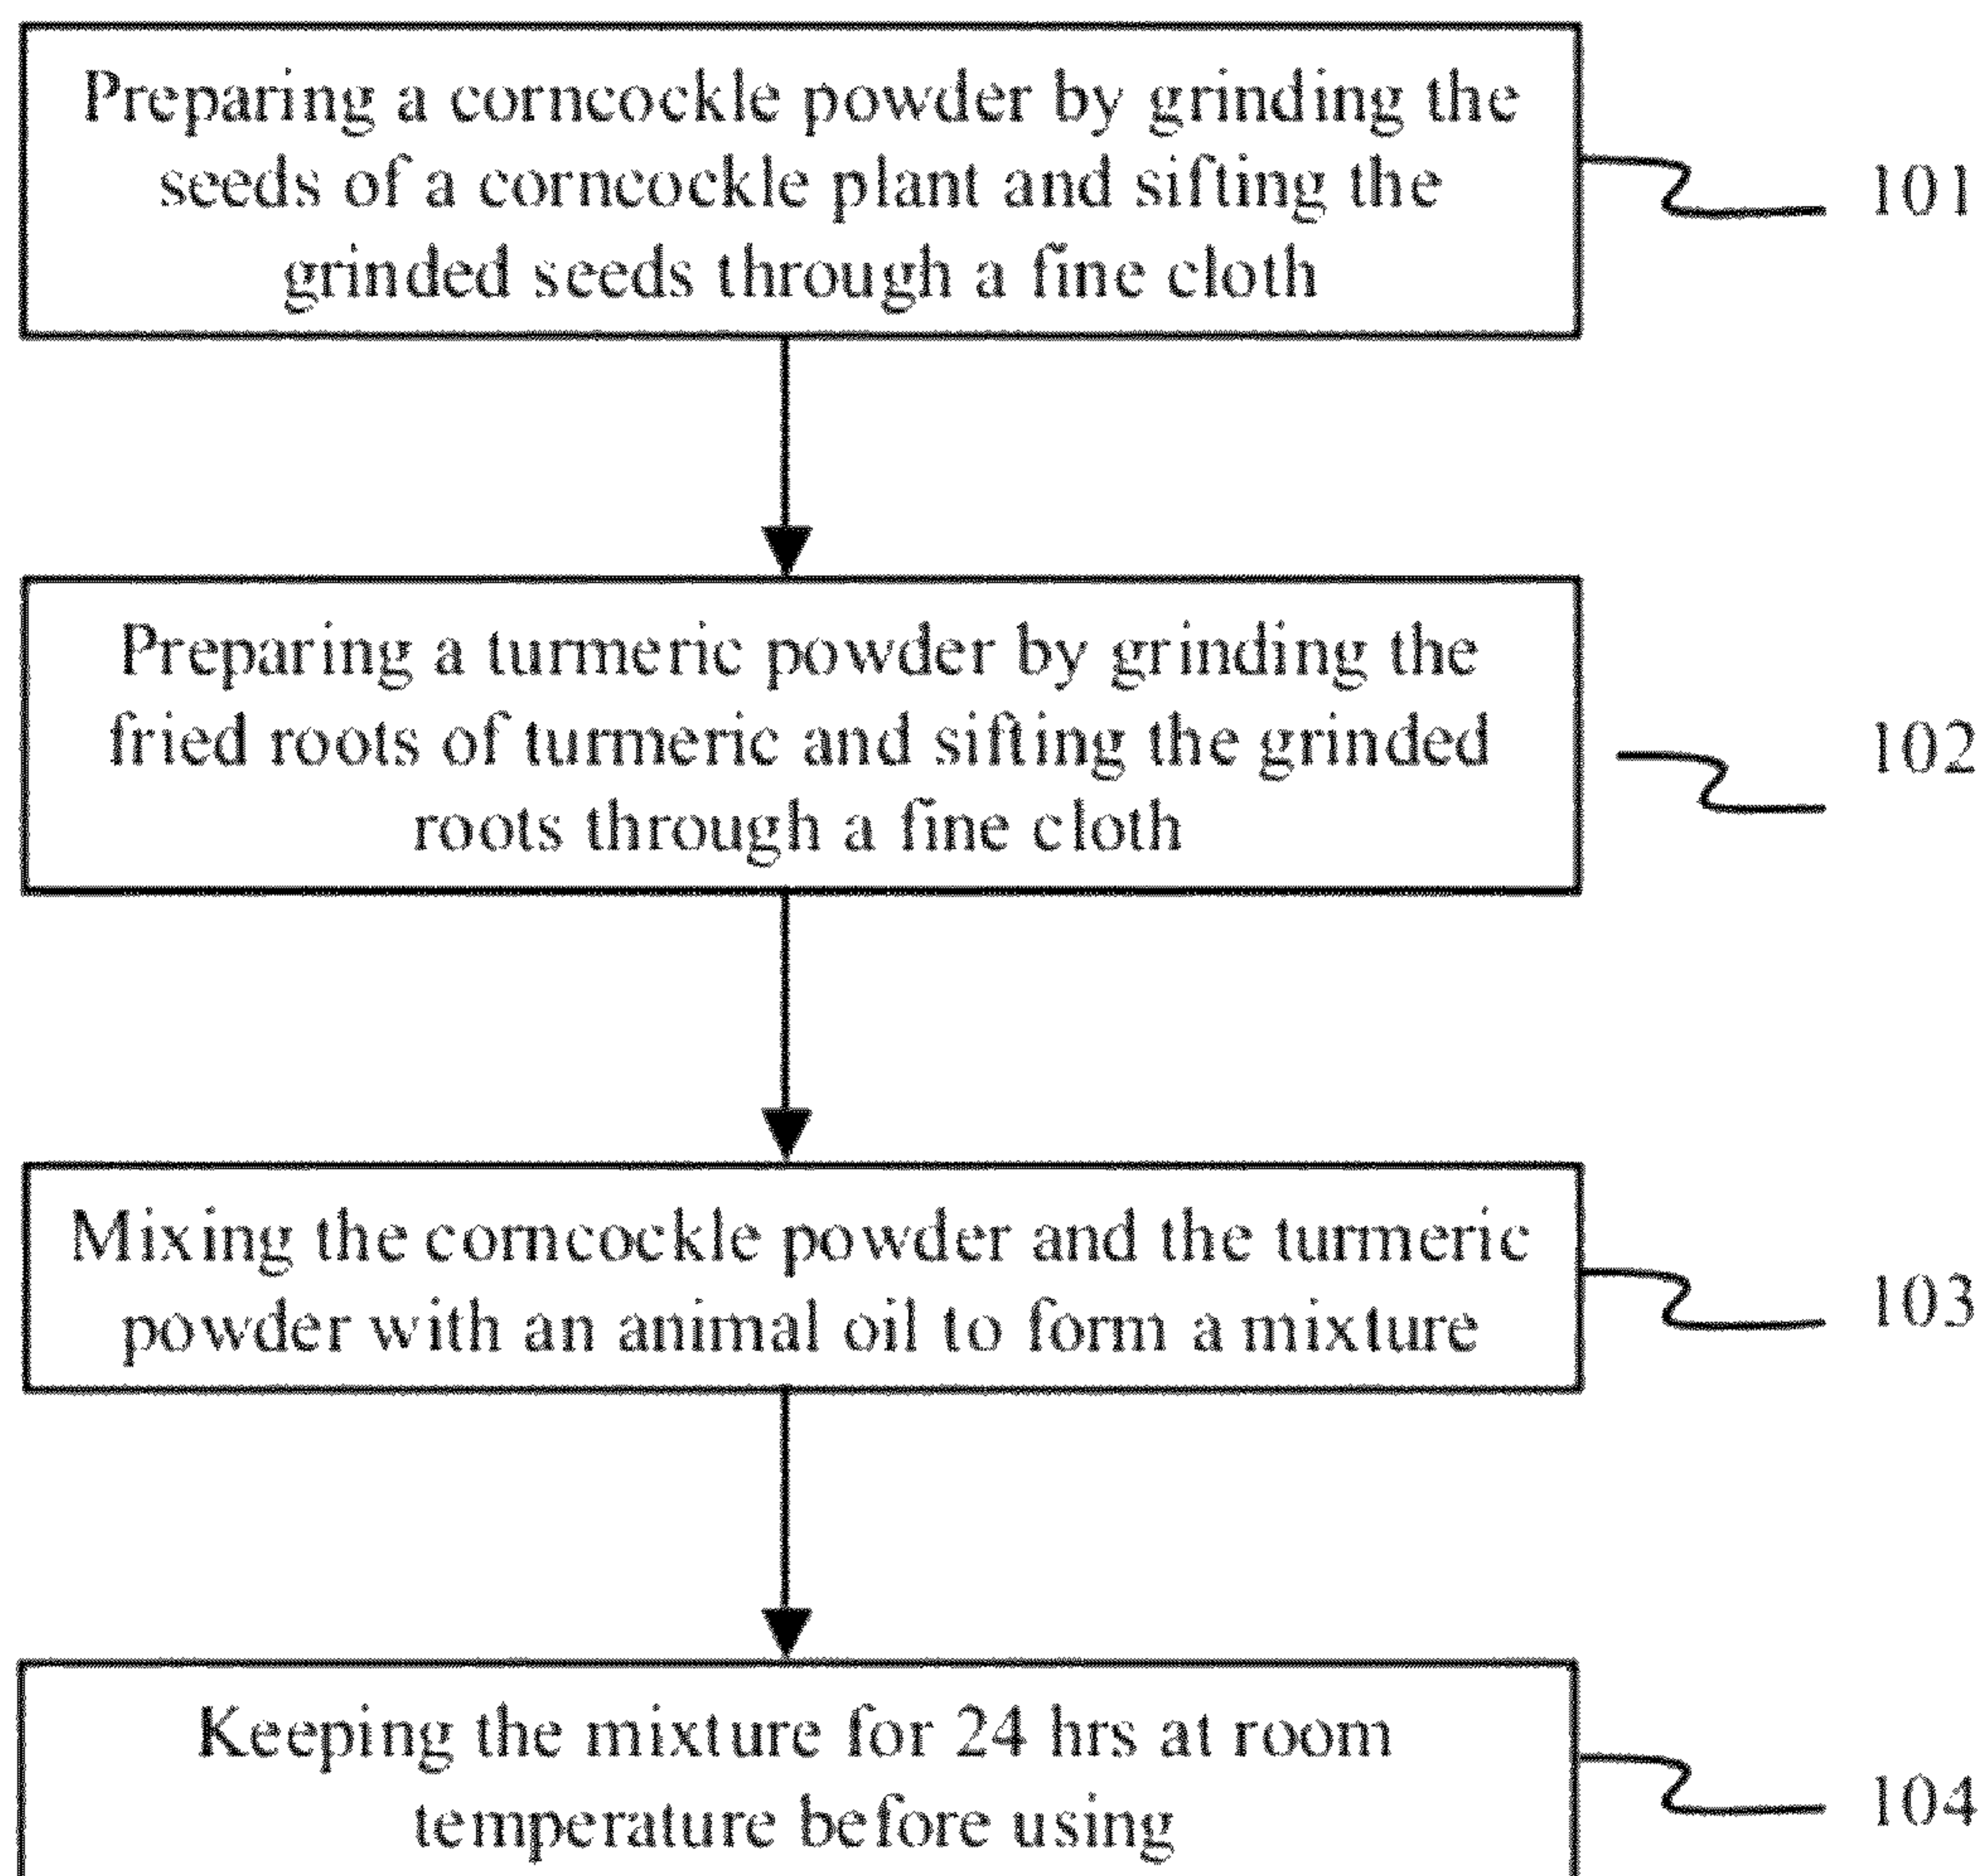 Preparing a corncockle powder by grinding the
seeds of a corncockle plant and sifting the
grinded seeds through a fine cloth
101
Preparing a turmeric powder by grinding the
fried roots of turmeric and sifting the grinded
roots through a fine cloth
102
Mixing the corncockle powder and the turmeric
powder with an animal oil to form a mixture
103
Keeping the mixture for 24 hrs at room
temperature before using
104